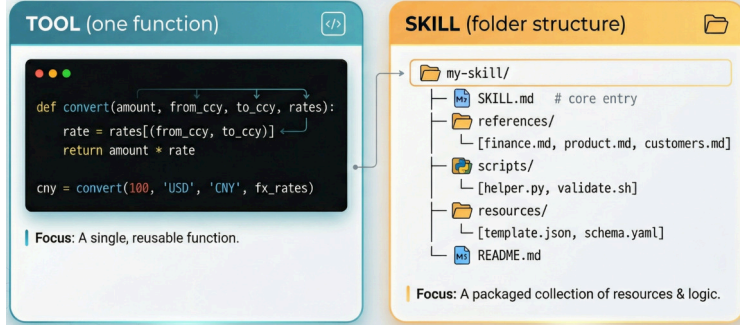 TOOL (one function)
</>
def convert(amount, from_ccy, to_ccy, rates):
rate = rates[(from_ccy, to_ccy)]
return amount * rate
cny = convert(100, 'USD', 'CNY', fx_rates)
Focus: A single, reusable function.
SKILL (folder structure)
my-skill/
SKILL.md # core entry
references/
[finance.md, product.md, customers.md]
scripts/
[helper.py, validate.sh]
resources/
[template.json, schema.yaml]
README.md
Focus: A packaged collection of resources & logic.